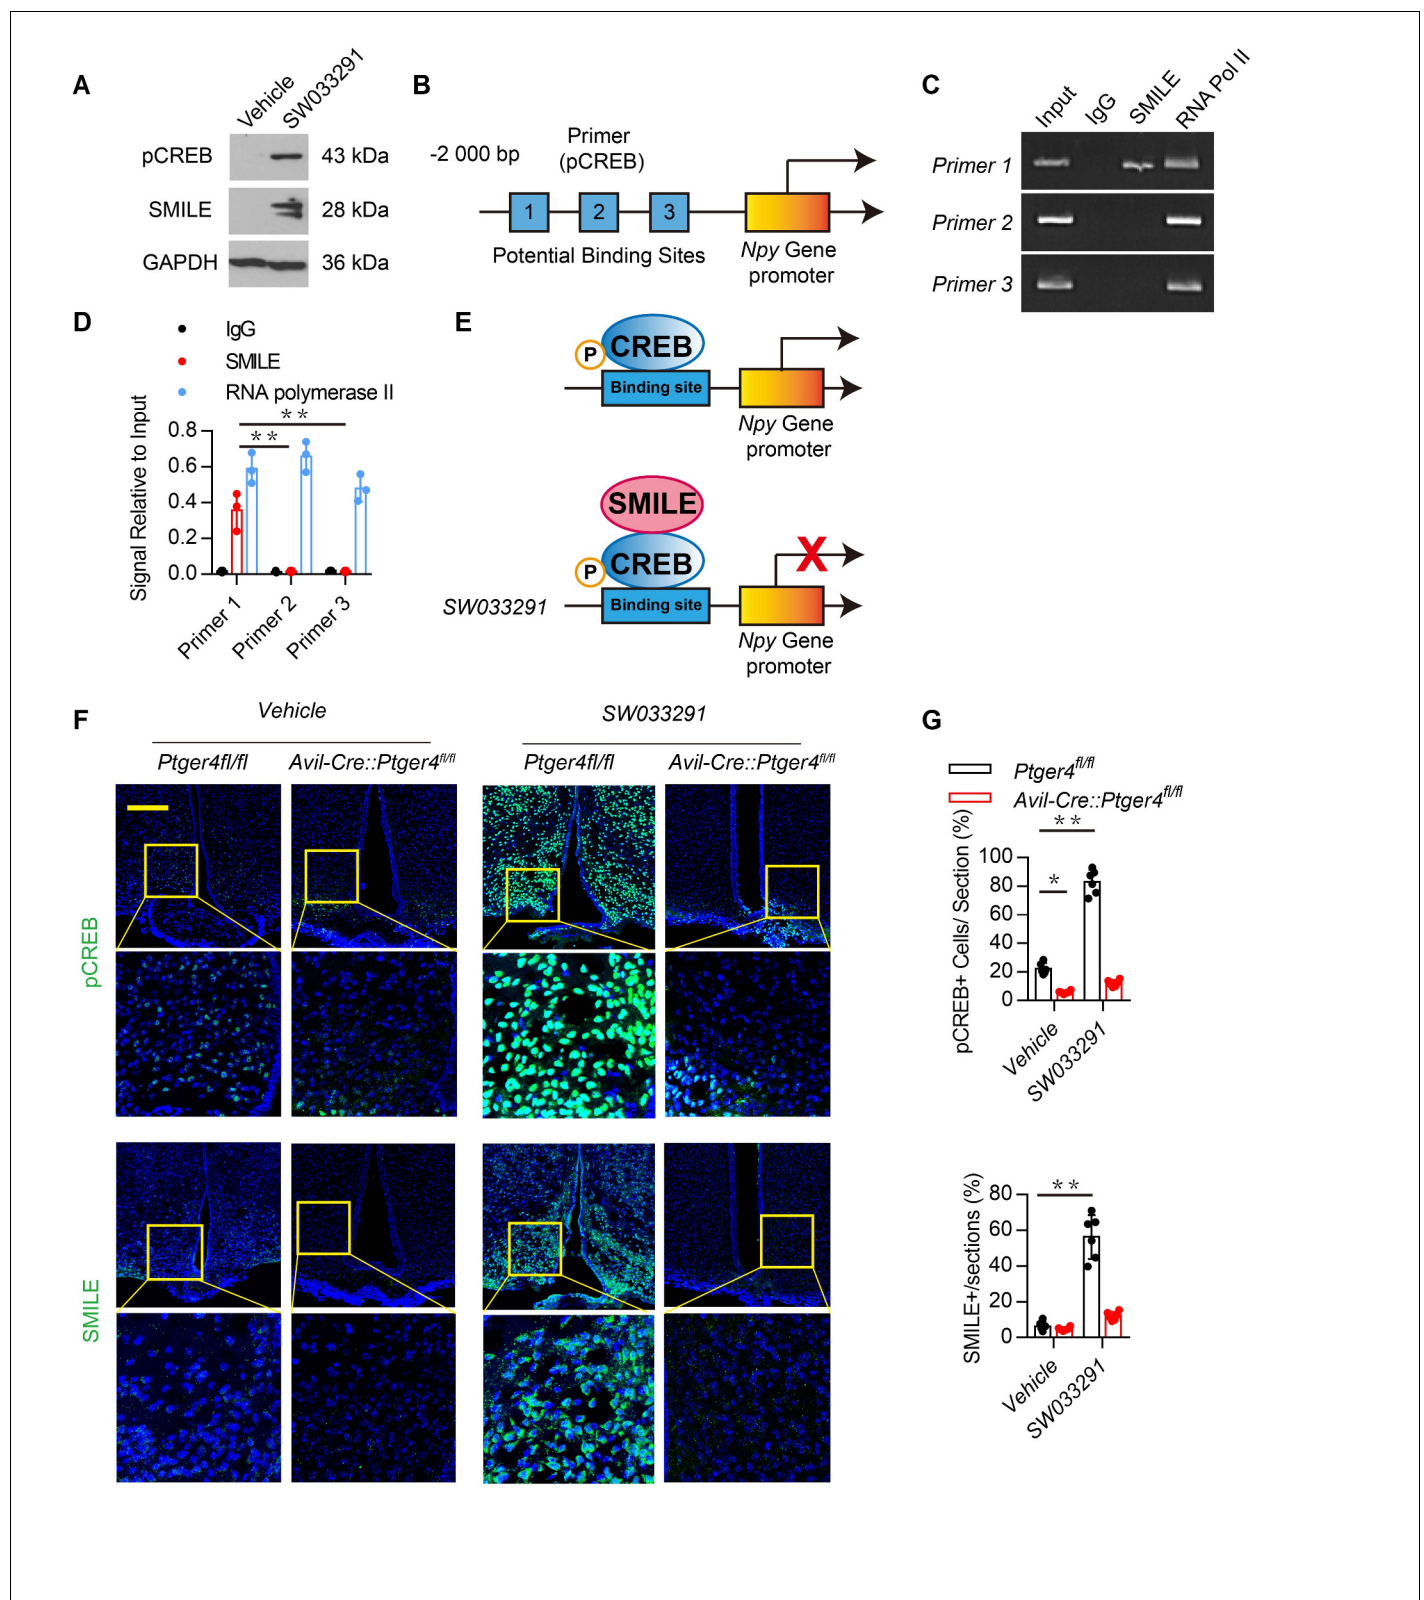 A
Vehicle
SW033291
pCREB
43 kDa
SMILE
28 kDa
GAPDH
36 kDa
B
-2 000 bp
Primer
(pCREB)
1
2
3
Potential Binding Sites
Npy Gene
promoter
C
Input
IgG
SMILE
RNA Pol II
Primer 1
Primer 2
Primer 3
D
IgG
SMILE
RNA polymerase II
Signal Relative to Input
0.8
0.6
0.4
0.2
0.0
* *
* *
Primer 1
Primer 2
Primer 3
E
P
CREB
Binding site
Npy Gene
promoter
SMILE
P
CREB
Binding site
X
SW033291
Npy Gene
promoter
F
Vehicle
SW033291
Ptger4fl/fl
Avil-Cre::Ptger4fl/fl
Ptger4fl/fl
Avil-Cre::Ptger4fl/fl
pCREB
SMILE
G
Ptger4fl/fl
Avil-Cre::Ptger4fl/fl
pCREB+ Cells/ Section (%)
* *
*
100
80
60
40
20
0
Vehicle
SW033291
SMILE+/sections (%)
* *
80
60
40
20
0
Vehicle
SW033291